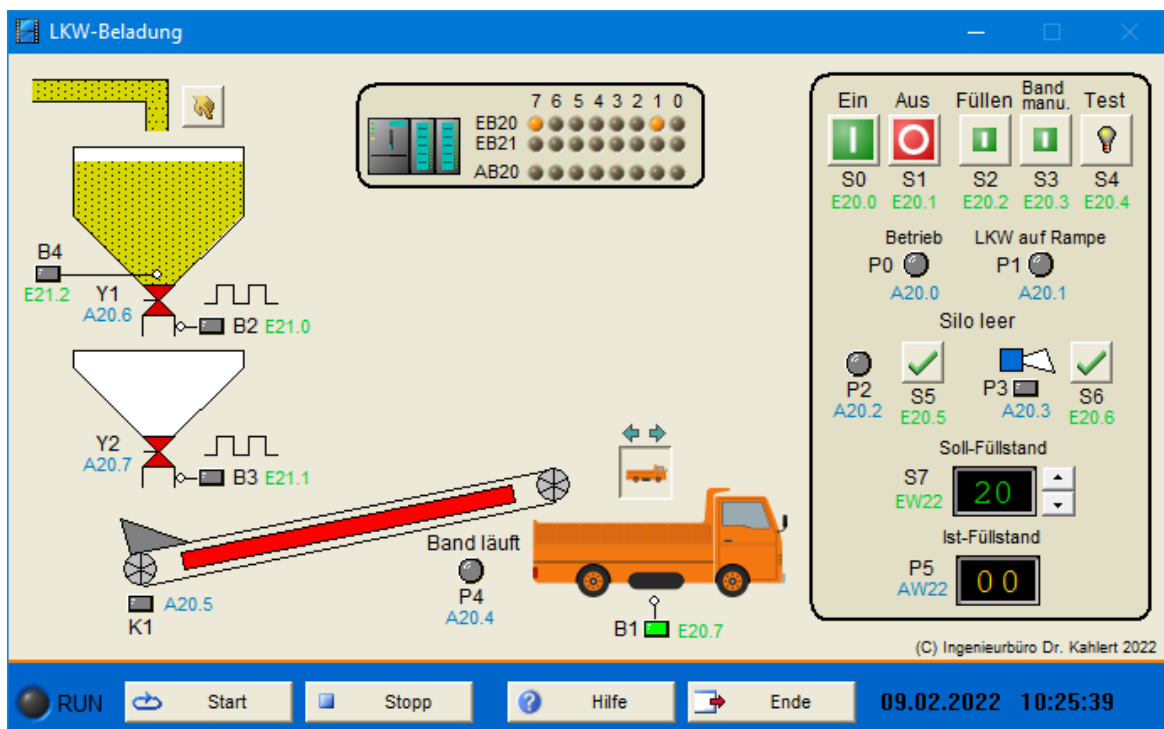 LKW-Beladung
7 6 5 4 3 2 1 0
EB20
EB21
AB20
Ein Aus Füllen Band manu. Test
S0 S1 S2 S3 S4
E20.0 E20.1 E20.2 E20.3 E20.4
Betrieb LKW auf Rampe
P0 P1
A20.0 A20.1
Silo leer
P2 S5 P3 S6
A20.2 E20.5 A20.3 E20.6
Soll-Füllstand
S7 20
EW22
Ist-Füllstand
P5 00
AW22
B4
E21.2
Y1
A20.6
B2 E21.0
Y2
A20.7
B3 E21.1
Band läuft
P4
A20.4
A20.5
K1
B1 E20.7
(C) Ingenieurbüro Dr. Kahlert 2022
RUN Start Stopp Hilfe Ende 09.02.2022 10:25:39